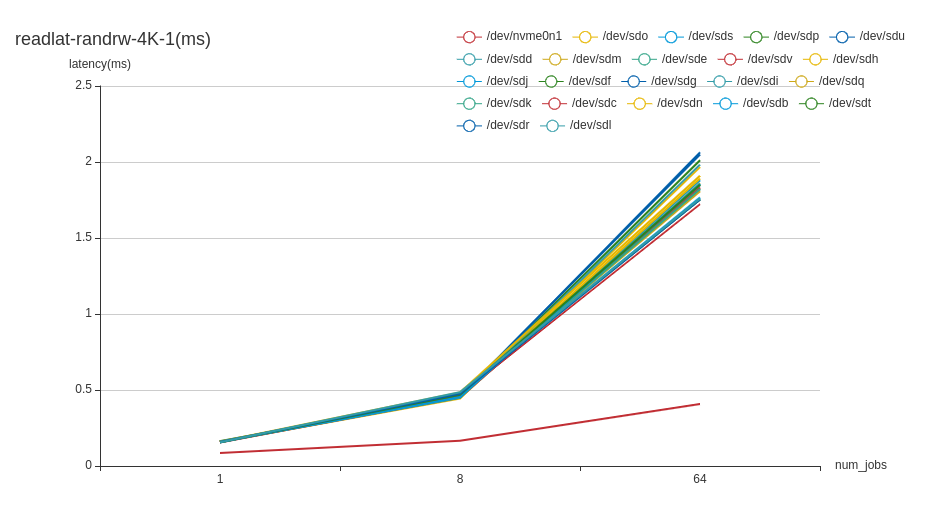 readlat-randrw-4K-1(ms)
/dev/nvme0n1 /dev/sdo /dev/sds /dev/sdp /dev/sdu
/dev/sdd /dev/sdm /dev/sde /dev/sdv /dev/sdh
/dev/sdj /dev/sdf /dev/sdg /dev/sdi /dev/sdq
/dev/sdk /dev/sdc /dev/sdn /dev/sdb /dev/sdt
/dev/sdr /dev/sdl
latency(ms)
2.5
2
1.5
1
0.5
0
1 8 64
num_jobs